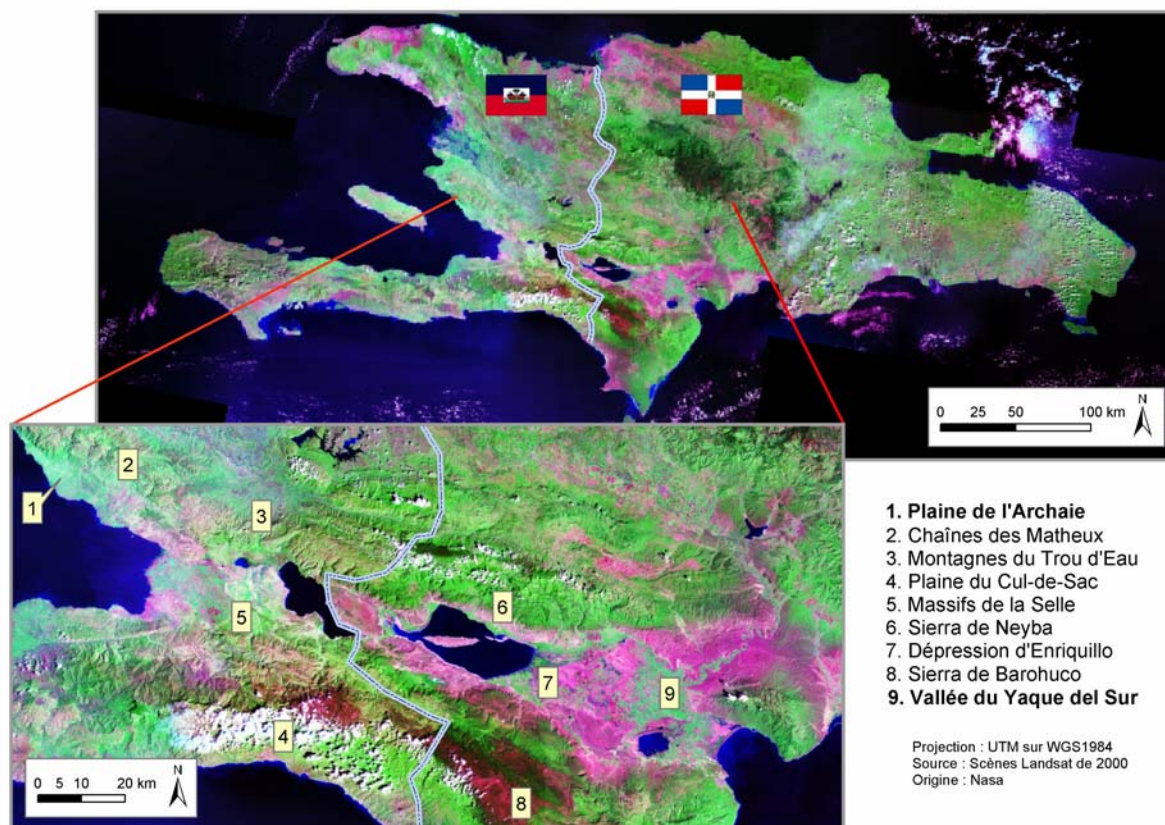 N
0 25 50 100 km
2
1
3
5
6
7
9
4
8
N
0 5 10 20 km
1. Plaine de l'Archaie
2. Chaînes des Matheux
3. Montagnes du Trou d'Eau
4. Plaine du Cul-de-Sac
5. Massifs de la Selle
6. Sierra de Neyba
7. Dépression d'Enriquillo
8. Sierra de Barohuco
9. Vallée du Yaque del Sur
Projection : UTM sur WGS1984
Source : Scènes Landsat de 2000
Origine : Nasa